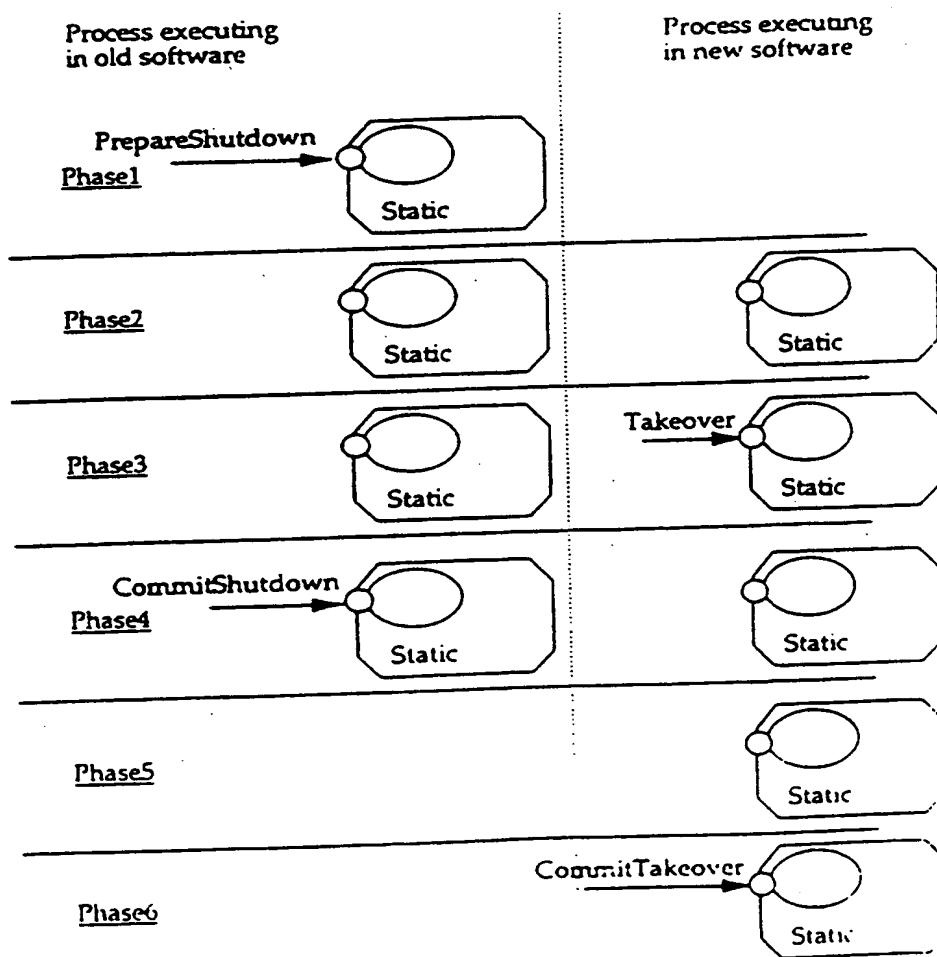 Process executing
in old software
Process executing
in new software
PrepareShutdown
Phase1
Static
Phase2
Static
Static
Takeover
Phase3
Static
Static
CommitShutdown
Phase4
Static
Static
Phase5
Static
CommitTakeover
Phase6
Static